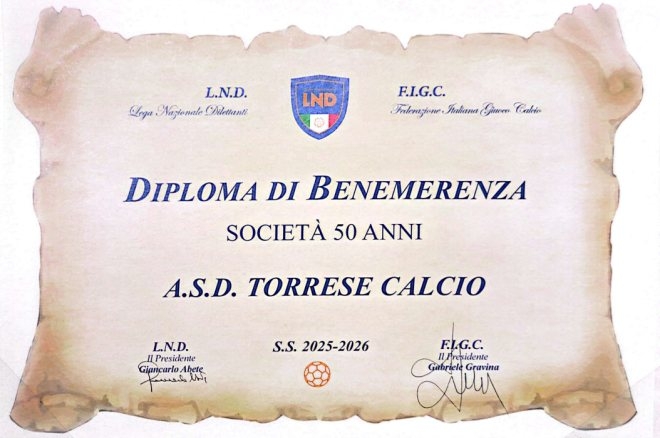 L.N.D.
Lega Nazionale Dilettanti
LND
F.I.G.C.
Federazione Italiana Giuoco Calcio
DIPLOMA DI BENEMERENZA
SOCIETÀ 50 ANNI
A.S.D. TORRESE CALCIO
L.N.D.
Il Presidente
Giancarlo Abete
S.S. 2025-2026
F.I.G.C.
Il Presidente
Gabriele Gravina